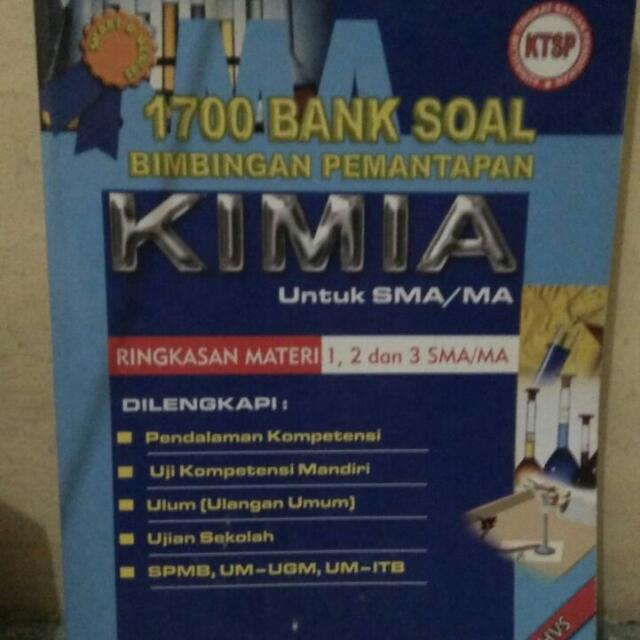 KTSP
1700 BANK SOAL
BIMBINGAN PEMANTAPAN
KIMIA
Untuk SMA/MA
RINGKASAN MATERI 1, 2 dan 3 SMA/MA
DILENGKAPI :
Pendalaman Kompetensi
Uji Kompetensi Mandiri
Ulum (Ulangan Umum)
Ujian Sekolah
SPMB, UM-UGM, UM-ITB
HVS